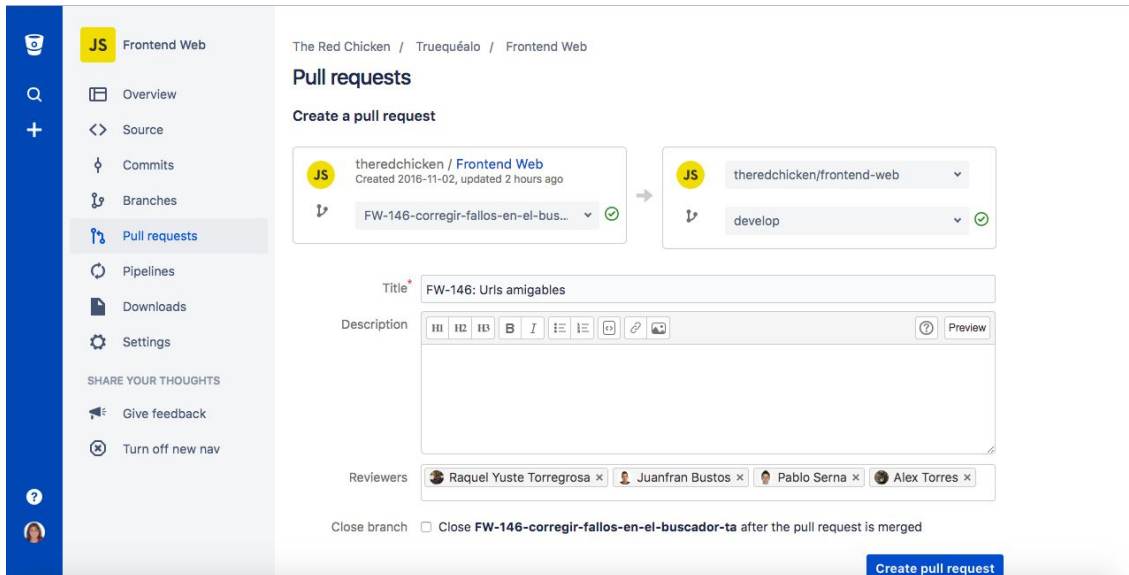 JS Frontend Web
Overview
Source
Commits
Branches
Pull requests
Pipelines
Downloads
Settings
SHARE YOUR THOUGHTS
Give feedback
Turn off new nav
The Red Chicken / Truequéalo / Frontend Web
Pull requests
Create a pull request
JS
theredchicken / Frontend Web
Created 2016-11-02, updated 2 hours ago
FW-146-corregir-fallos-en-el-bus...
JS
theredchicken/frontend-web
develop
Title*
FW-146: Urls amigables
Description
H1 H2 H3 B I
Preview
Reviewers
Raquel Yuste Torregrosa × Juanfran Bustos × Pablo Serna × Alex Torres ×
Close branch
Close FW-146-corregir-fallos-en-el-buscador-ta after the pull request is merged
Create pull request